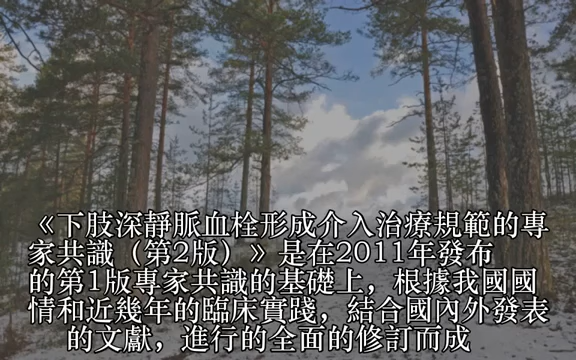 《下肢深靜脈血栓形成介入治療規範的專
家共識（第2版）》是在2011年發布
的第1版專家共識的基礎上，根據我國國
情和近幾年的臨床實踐，結合國內外發表
的文獻，進行的全面的修訂而成